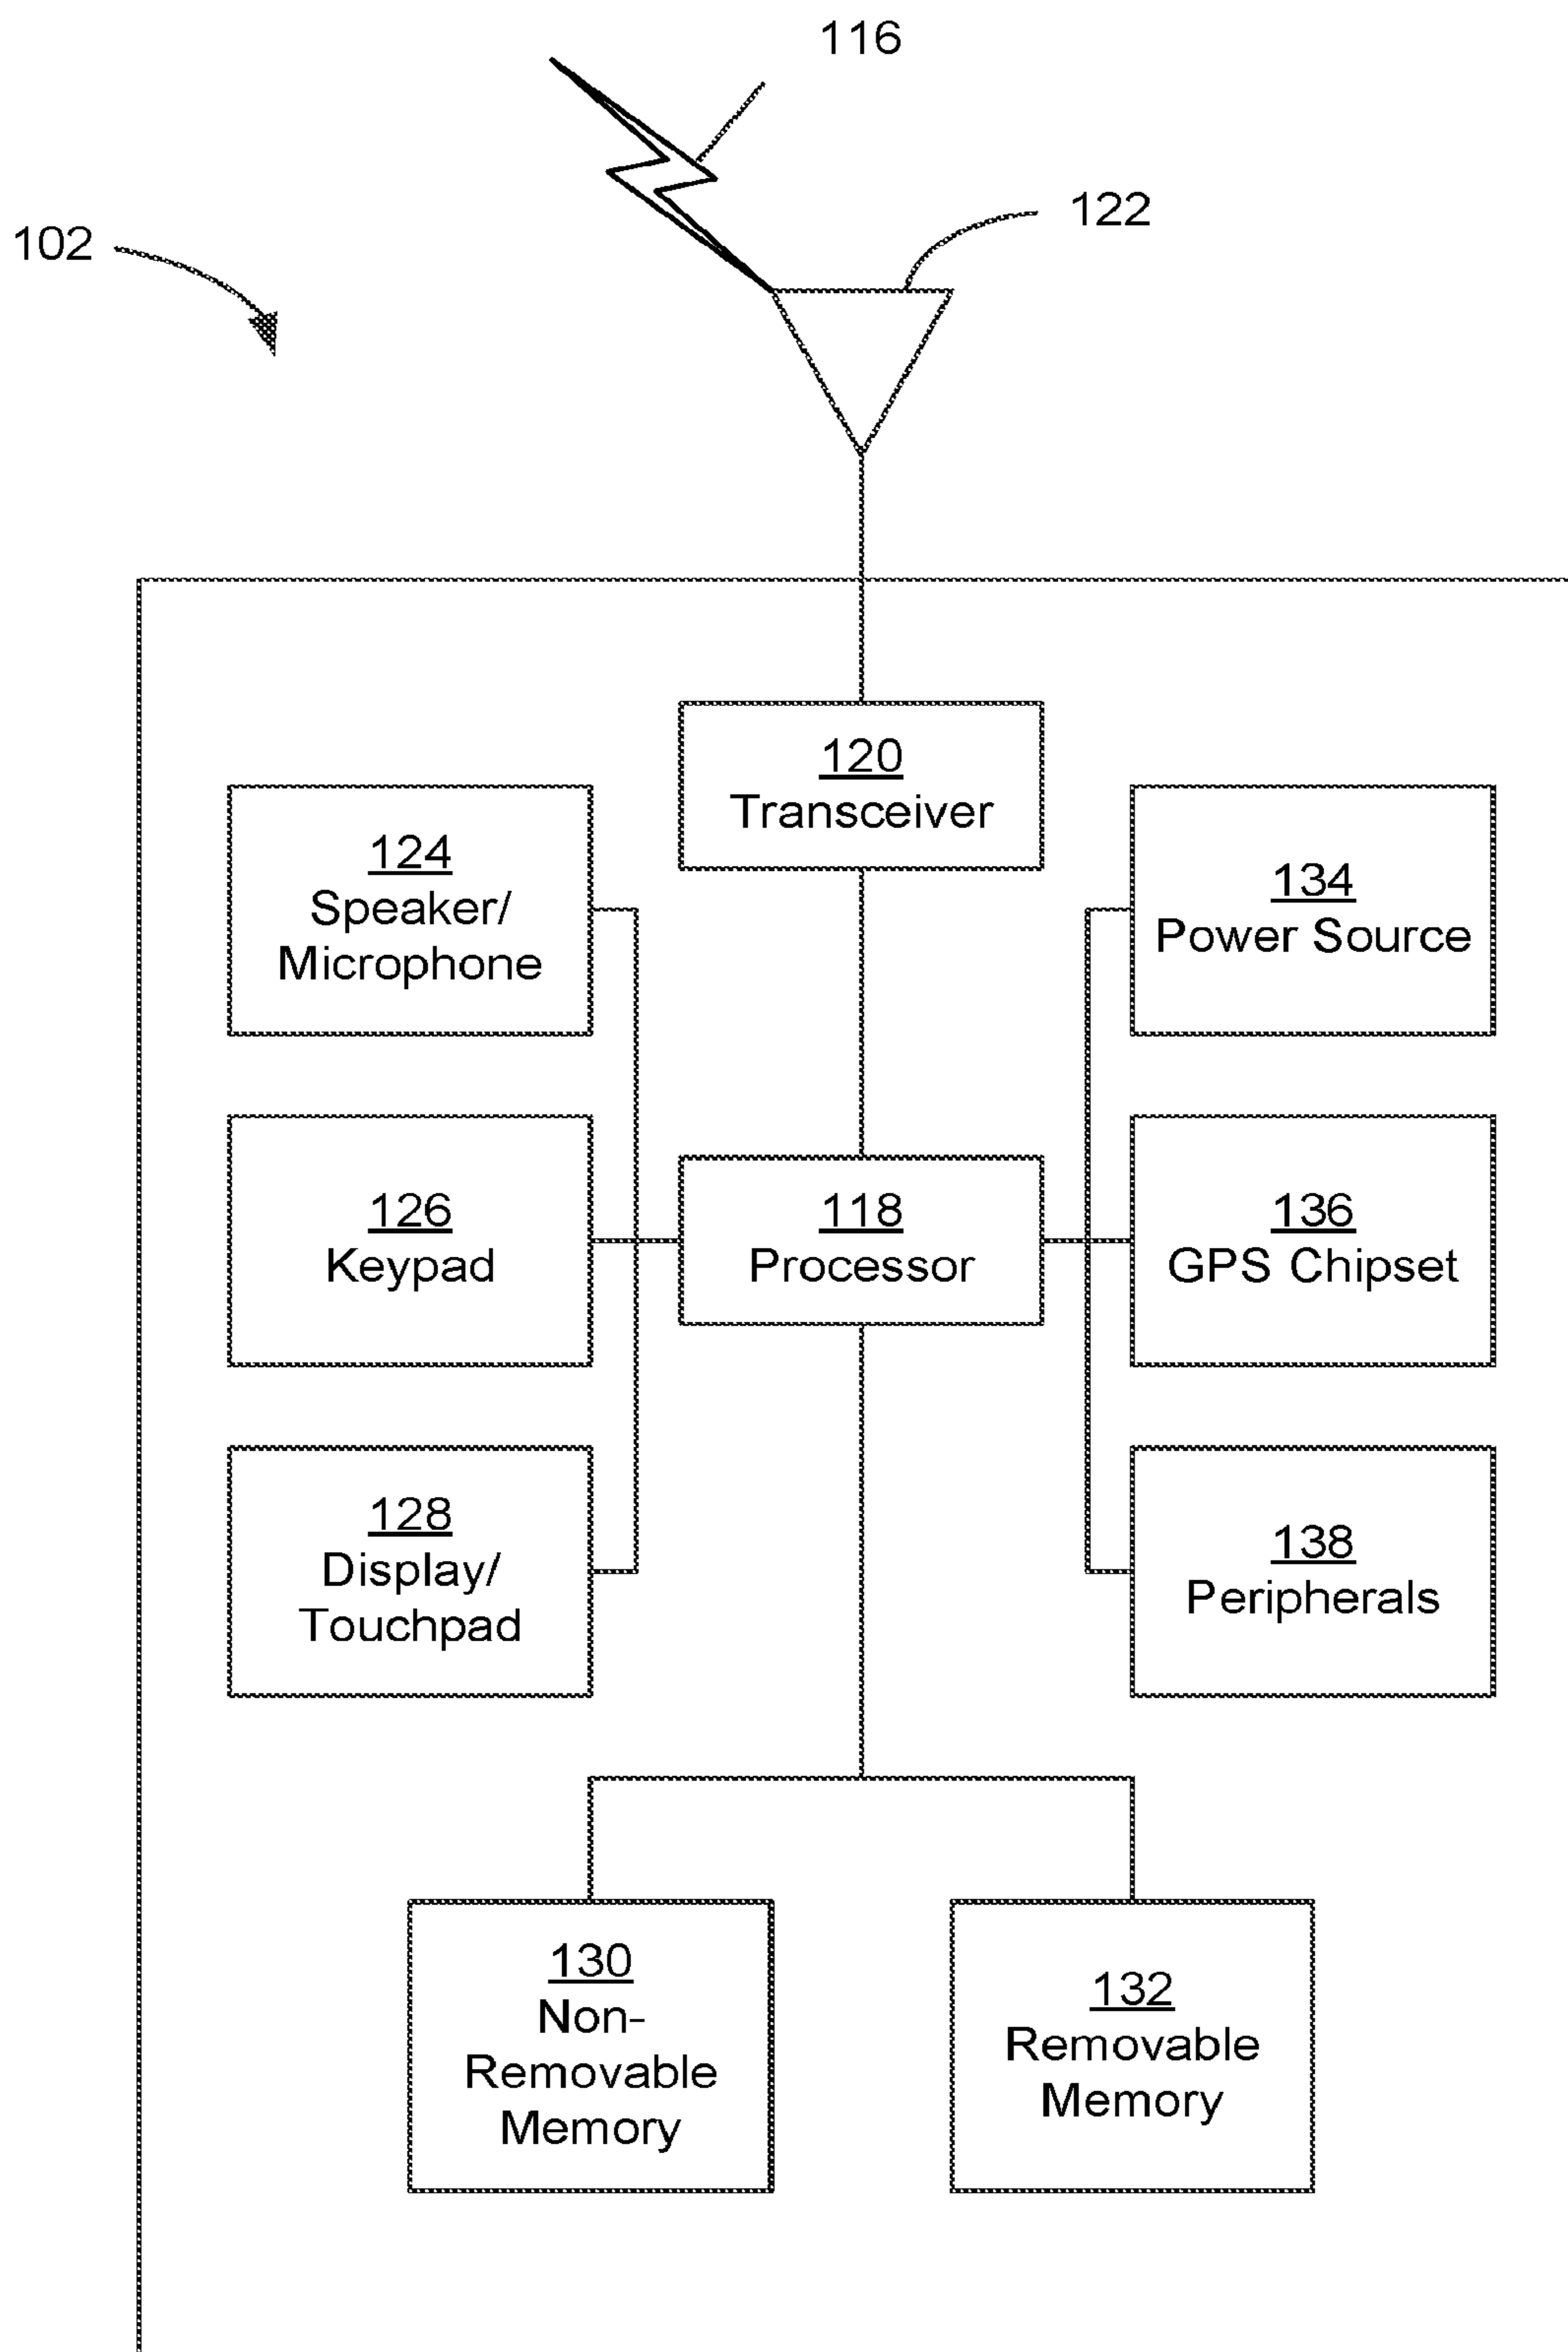 116
122
102
120
Transceiver
124
Speaker/
Microphone
134
Power Source
126
Keypad
118
Processor
136
GPS Chipset
128
Display/
Touchpad
138
Peripherals
130
Non-
Removable
Memory
132
Removable
Memory